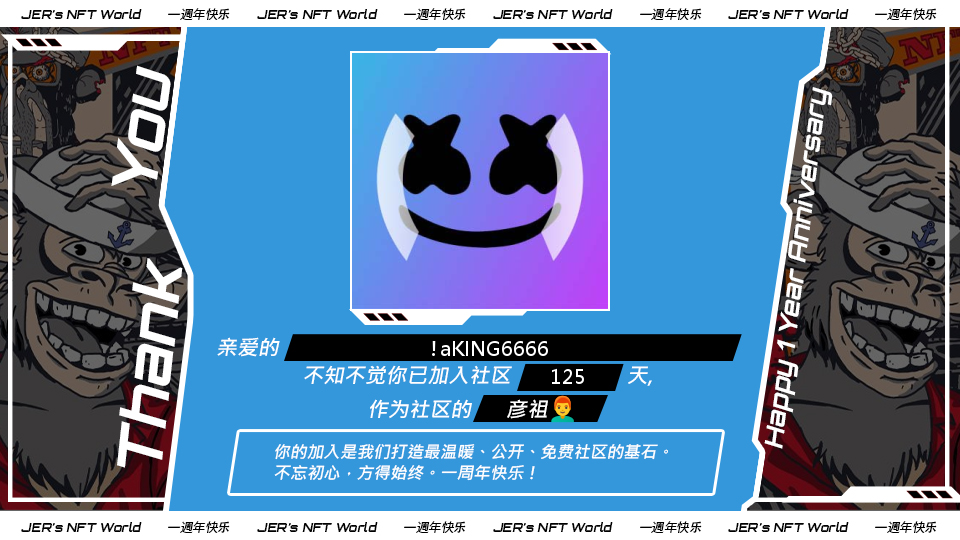 JER's NFT World 一週年快乐 JER's NFT World 一週年快乐 JER's NFT World 一週年快乐 JER's NFT World 一週年快乐
NFT
NFT
Thank You
Happy 1 Year Anniversary
亲爱的 !aKING6666
不知不觉你已加入社区 125 天,
作为社区的 彦祖👨‍🦰
你的加入是我们打造最温暖、公开、免费社区的基石。
不忘初心，方得始终。一周年快乐！
JER's NFT World 一週年快乐 JER's NFT World 一週年快乐 JER's NFT World 一週年快乐 JER's NFT World 一週年快乐